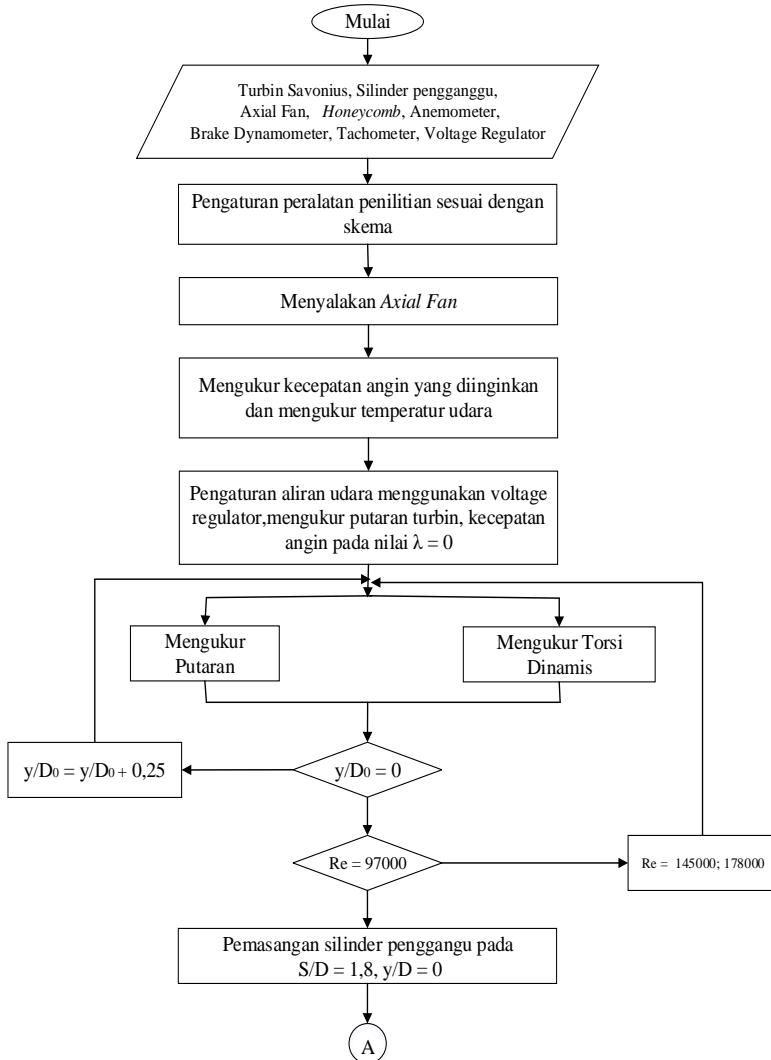 Mulai
Turbin Savonius, Silinder pengganggu,
Axial Fan, Honeycomb, Anemometer,
Brake Dynamometer, Tachometer, Voltage Regulator
Pengaturan peralatan penilitian sesuai dengan
skema
Menyalakan Axial Fan
Mengukur kecepatan angin yang diinginkan
dan mengukur temperatur udara
Pengaturan aliran udara menggunakan voltage
regulator,mengukur putaran turbin, kecepatan
angin pada nilai λ = 0
Mengukur
Putaran
Mengukur Torsi
Dinamis
y/D0 = y/D0 + 0,25
y/D0 = 0
Re = 97000
Re = 145000; 178000
Pemasangan silinder penggangu pada
S/D = 1,8, y/D = 0
A